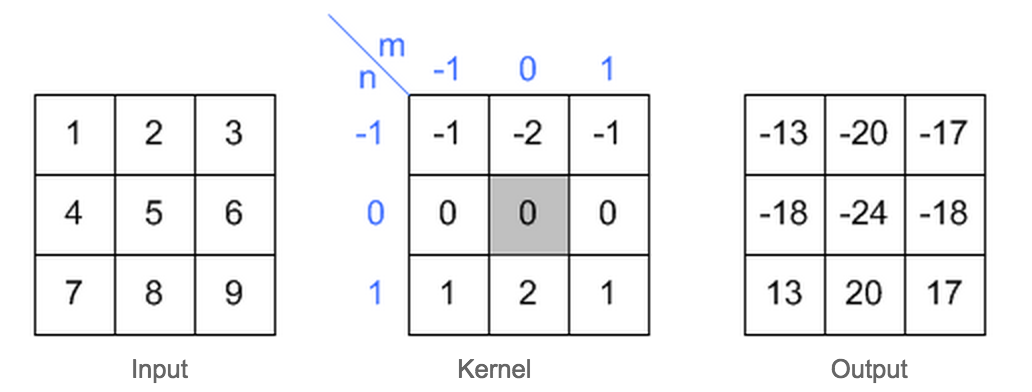 m
n -1 0 1
1 2 3 -1 -1 -2 -1 -13 -20 -17
4 5 6 0 0 0 0 -18 -24 -18
7 8 9 1 1 2 1 13 20 17
Input Kernel Output